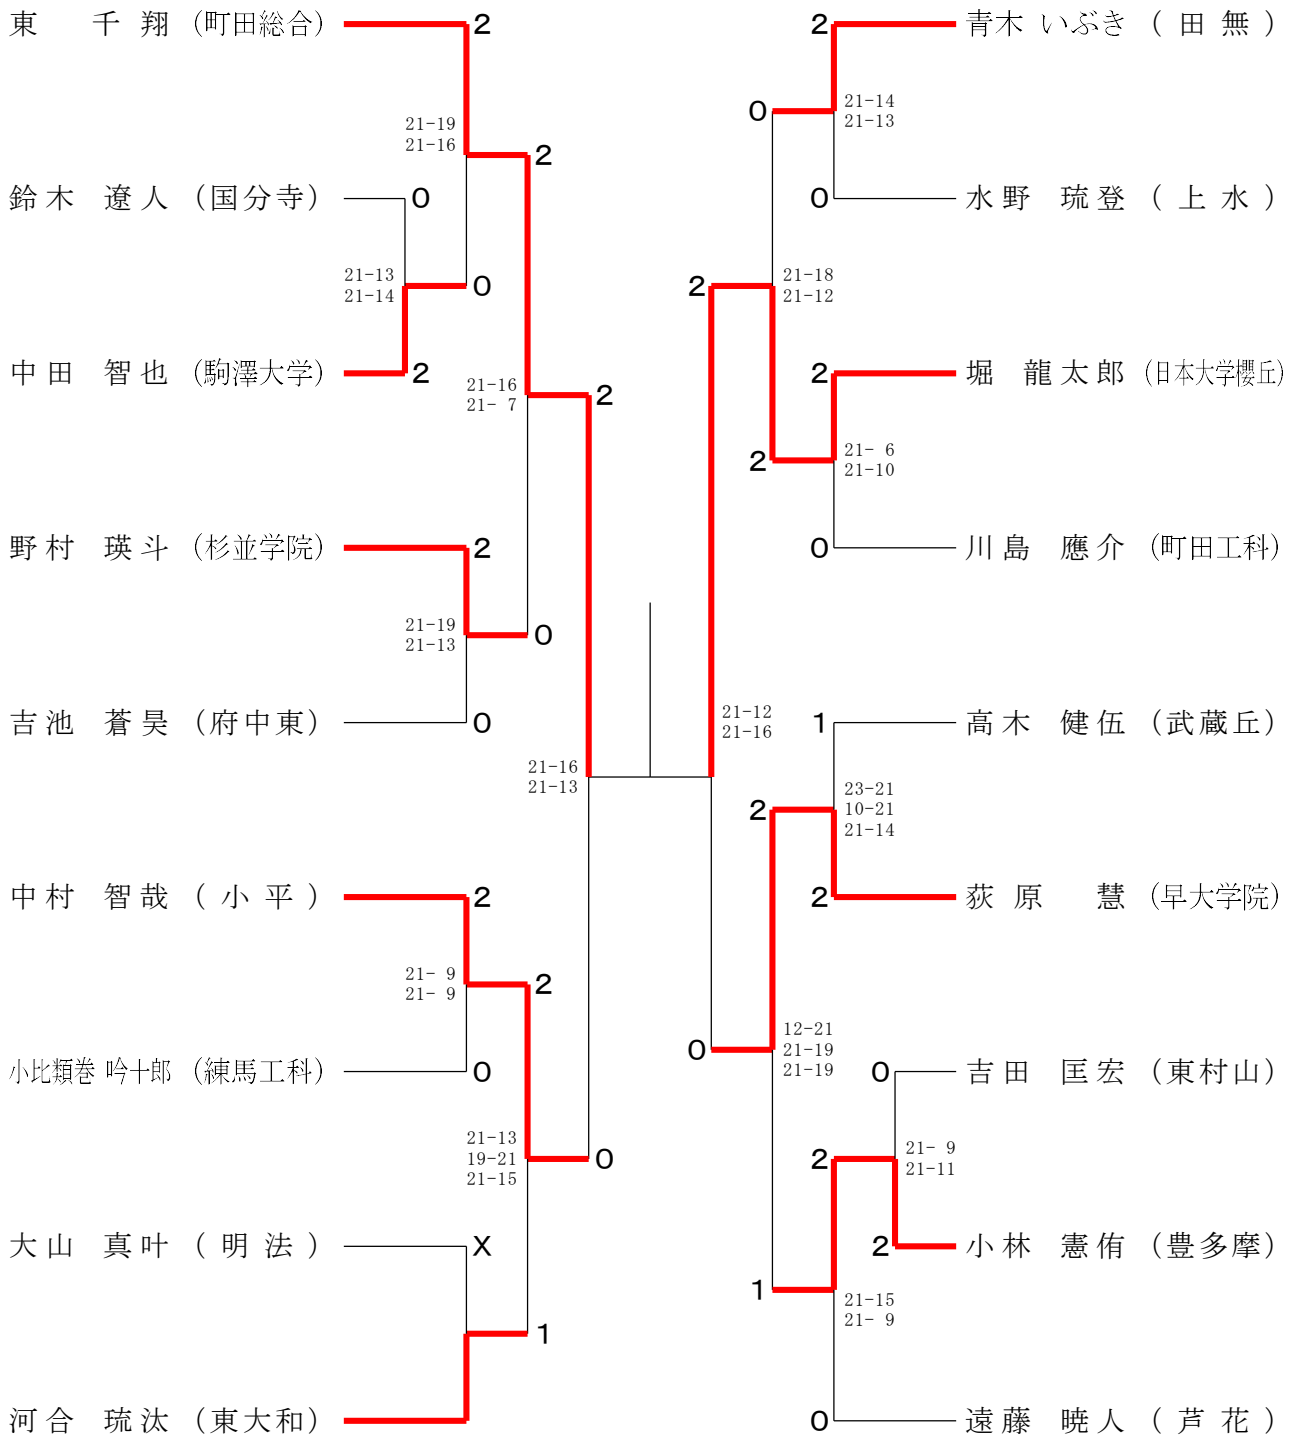 東 千翔 (町田総合) 2
21-19
21-16
2
鈴木 遼人 (国分寺) 0
21-13
21-14
0
中田 智也 (駒澤大学) 2
21-16
21- 7
2
野村 瑛斗 (杉並学院) 2
21-19
21-13
0
吉池 蒼昊 (府中東) 0
21-16
21-13
中村 智哉 (小平) 2
21- 9
21- 9
2
小比類巻 吟十郎 (練馬工科) 0
21-13
19-21
21-15
0
大山 真叶 (明法) X
1
河合 琉汰 (東大和)
2 青木 いぶき (田無)
0
21-14
21-13
0 水野 琉登 (上水)
2
21-18
21-12
2 堀 龍太郎 (日本大学櫻丘)
2
21- 6
21-10
0 川島 應介 (町田工科)
21-12
21-16
1 高木 健伍 (武蔵丘)
2
23-21
10-21
21-14
2 荻原 慧 (早大学院)
0
12-21
21-19
21-19
0 吉田 匡宏 (東村山)
2
21- 9
21-11
2 小林 憲侑 (豊多摩)
1
21-15
21- 9
0 遠藤 暁人 (芦花)